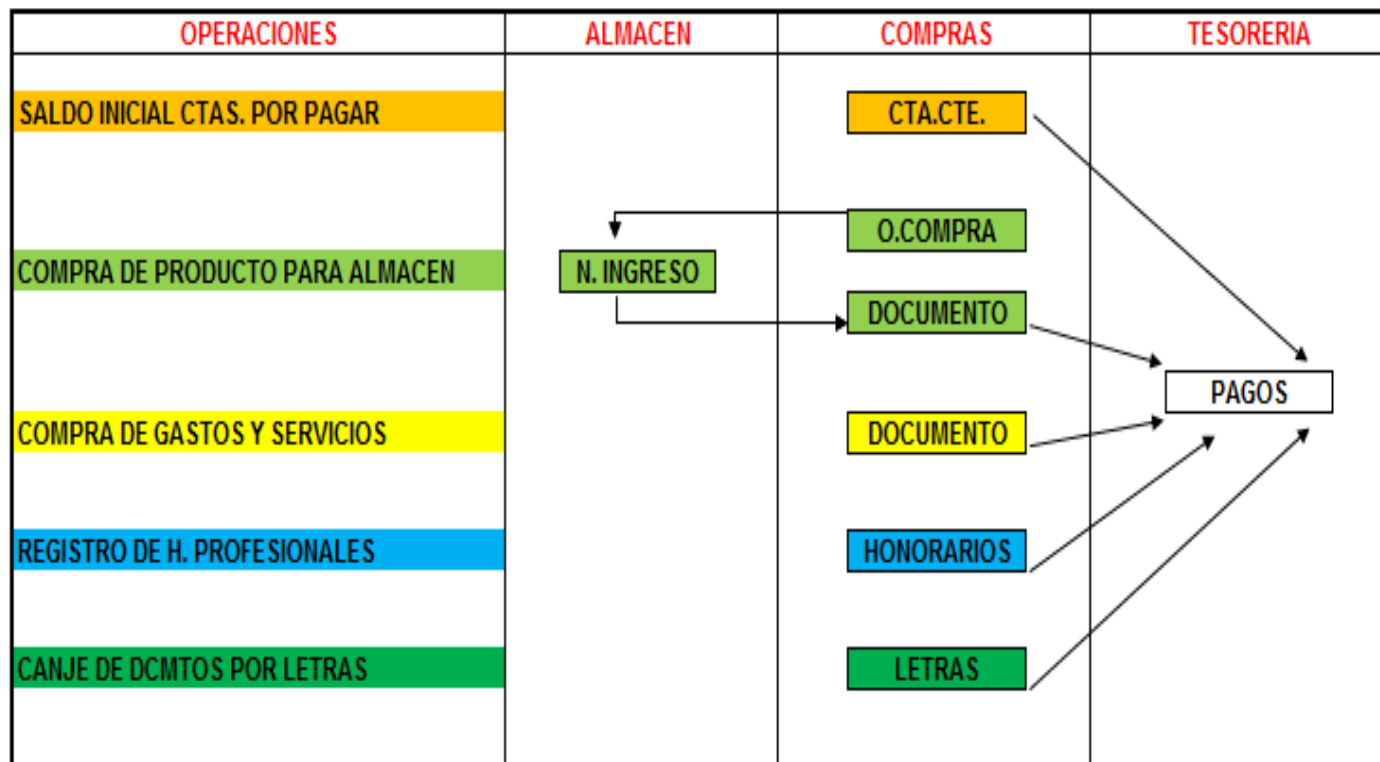 OPERACIONES ALMACEN COMPRAS TESORERIA
SALDO INICIAL CTAS. POR PAGAR CTA.CTE.
O.COMPRA
COMPRA DE PRODUCTO PARA ALMACEN N. INGRESO
DOCUMENTO
PAGOS
COMPRA DE GASTOS Y SERVICIOS DOCUMENTO
REGISTRO DE H. PROFESIONALES HONORARIOS
CANJE DE DCMTOS POR LETRAS LETRAS